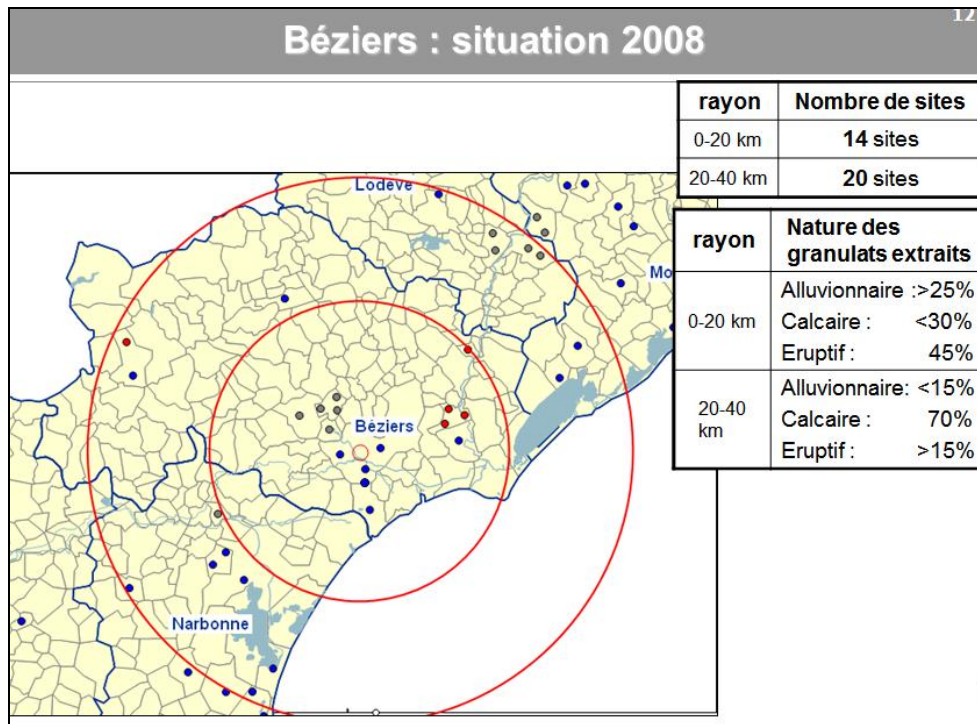 12
Béziers : situation 2008
rayon Nombre de sites
0-20 km 14 sites
20-40 km 20 sites
rayon Nature des
granulats extraits
0-20 km
Alluvionnaire :>25%
Calcaire : <30%
Eruptif : 45%
20-40
km
Alluvionnaire: <15%
Calcaire : 70%
Eruptif : >15%
Lodève
Mo
Béziers
Narbonne